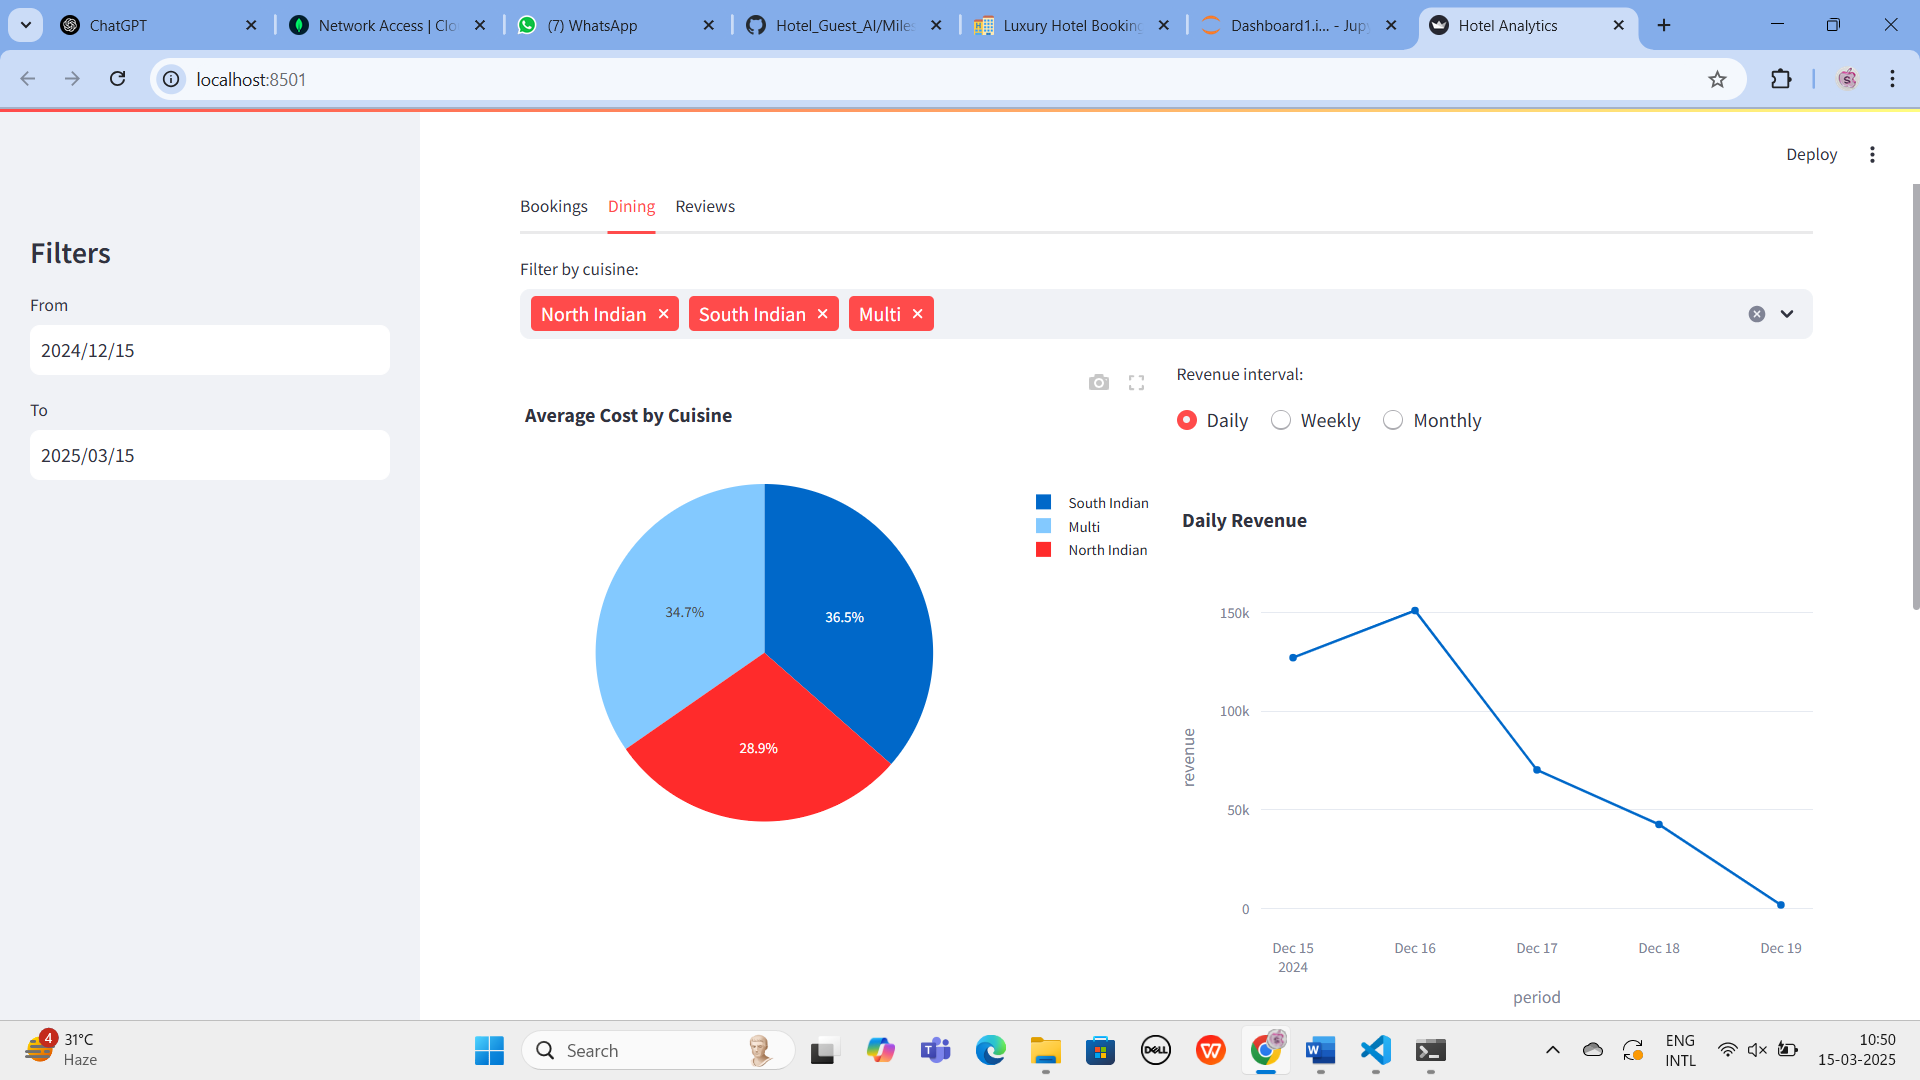 ChatGPT
Network Access | Clo
(7) WhatsApp
Hotel_Guest_AI/Miles
Luxury Hotel Booking
Dashboard1.i... - Jup
Hotel Analytics
localhost:8501
Deploy
Bookings Dining Reviews
Filters
Filter by cuisine:
From
North Indian South Indian Multi
2024/12/15
Revenue interval:
To
Average Cost by Cuisine
Daily Weekly Monthly
2025/03/15
South Indian
Multi
North Indian
34.7%
36.5%
28.9%
Daily Revenue
150k
100k
50k
0
revenue
Dec 15
2024
Dec 16
Dec 17
Dec 18
Dec 19
period
4
31°C
Haze
Search
DELL
ENG
INTL
10:50
15-03-2025